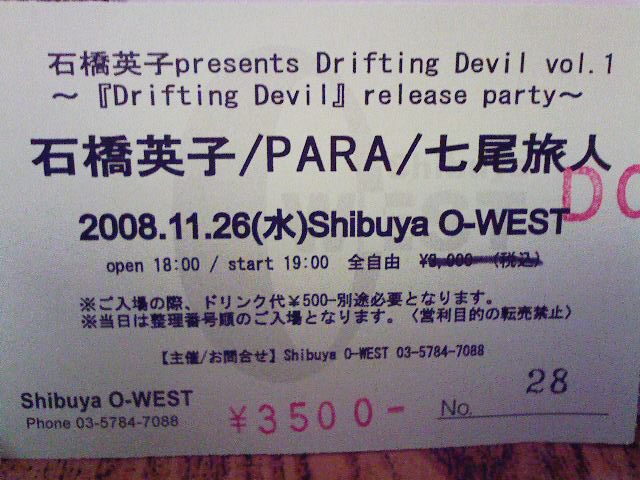 石橋英子presents Drifting Devil vol.1
～『Drifting Devil』release party～
石橋英子/PARA/七尾旅人
2008.11.26(水)Shibuya O-WEST
open 18:00 / start 19:00 全自由 (税込)
※ご入場の際、ドリンク代￥500-別途必要となります。
※当日は整理番号順のご入場となります。〈営利目的の転売禁止〉
【主催/お問合せ】Shibuya O-WEST 03-5784-7088
Shibuya O-WEST
Phone 03-5784-7088
￥3500-
No. 28